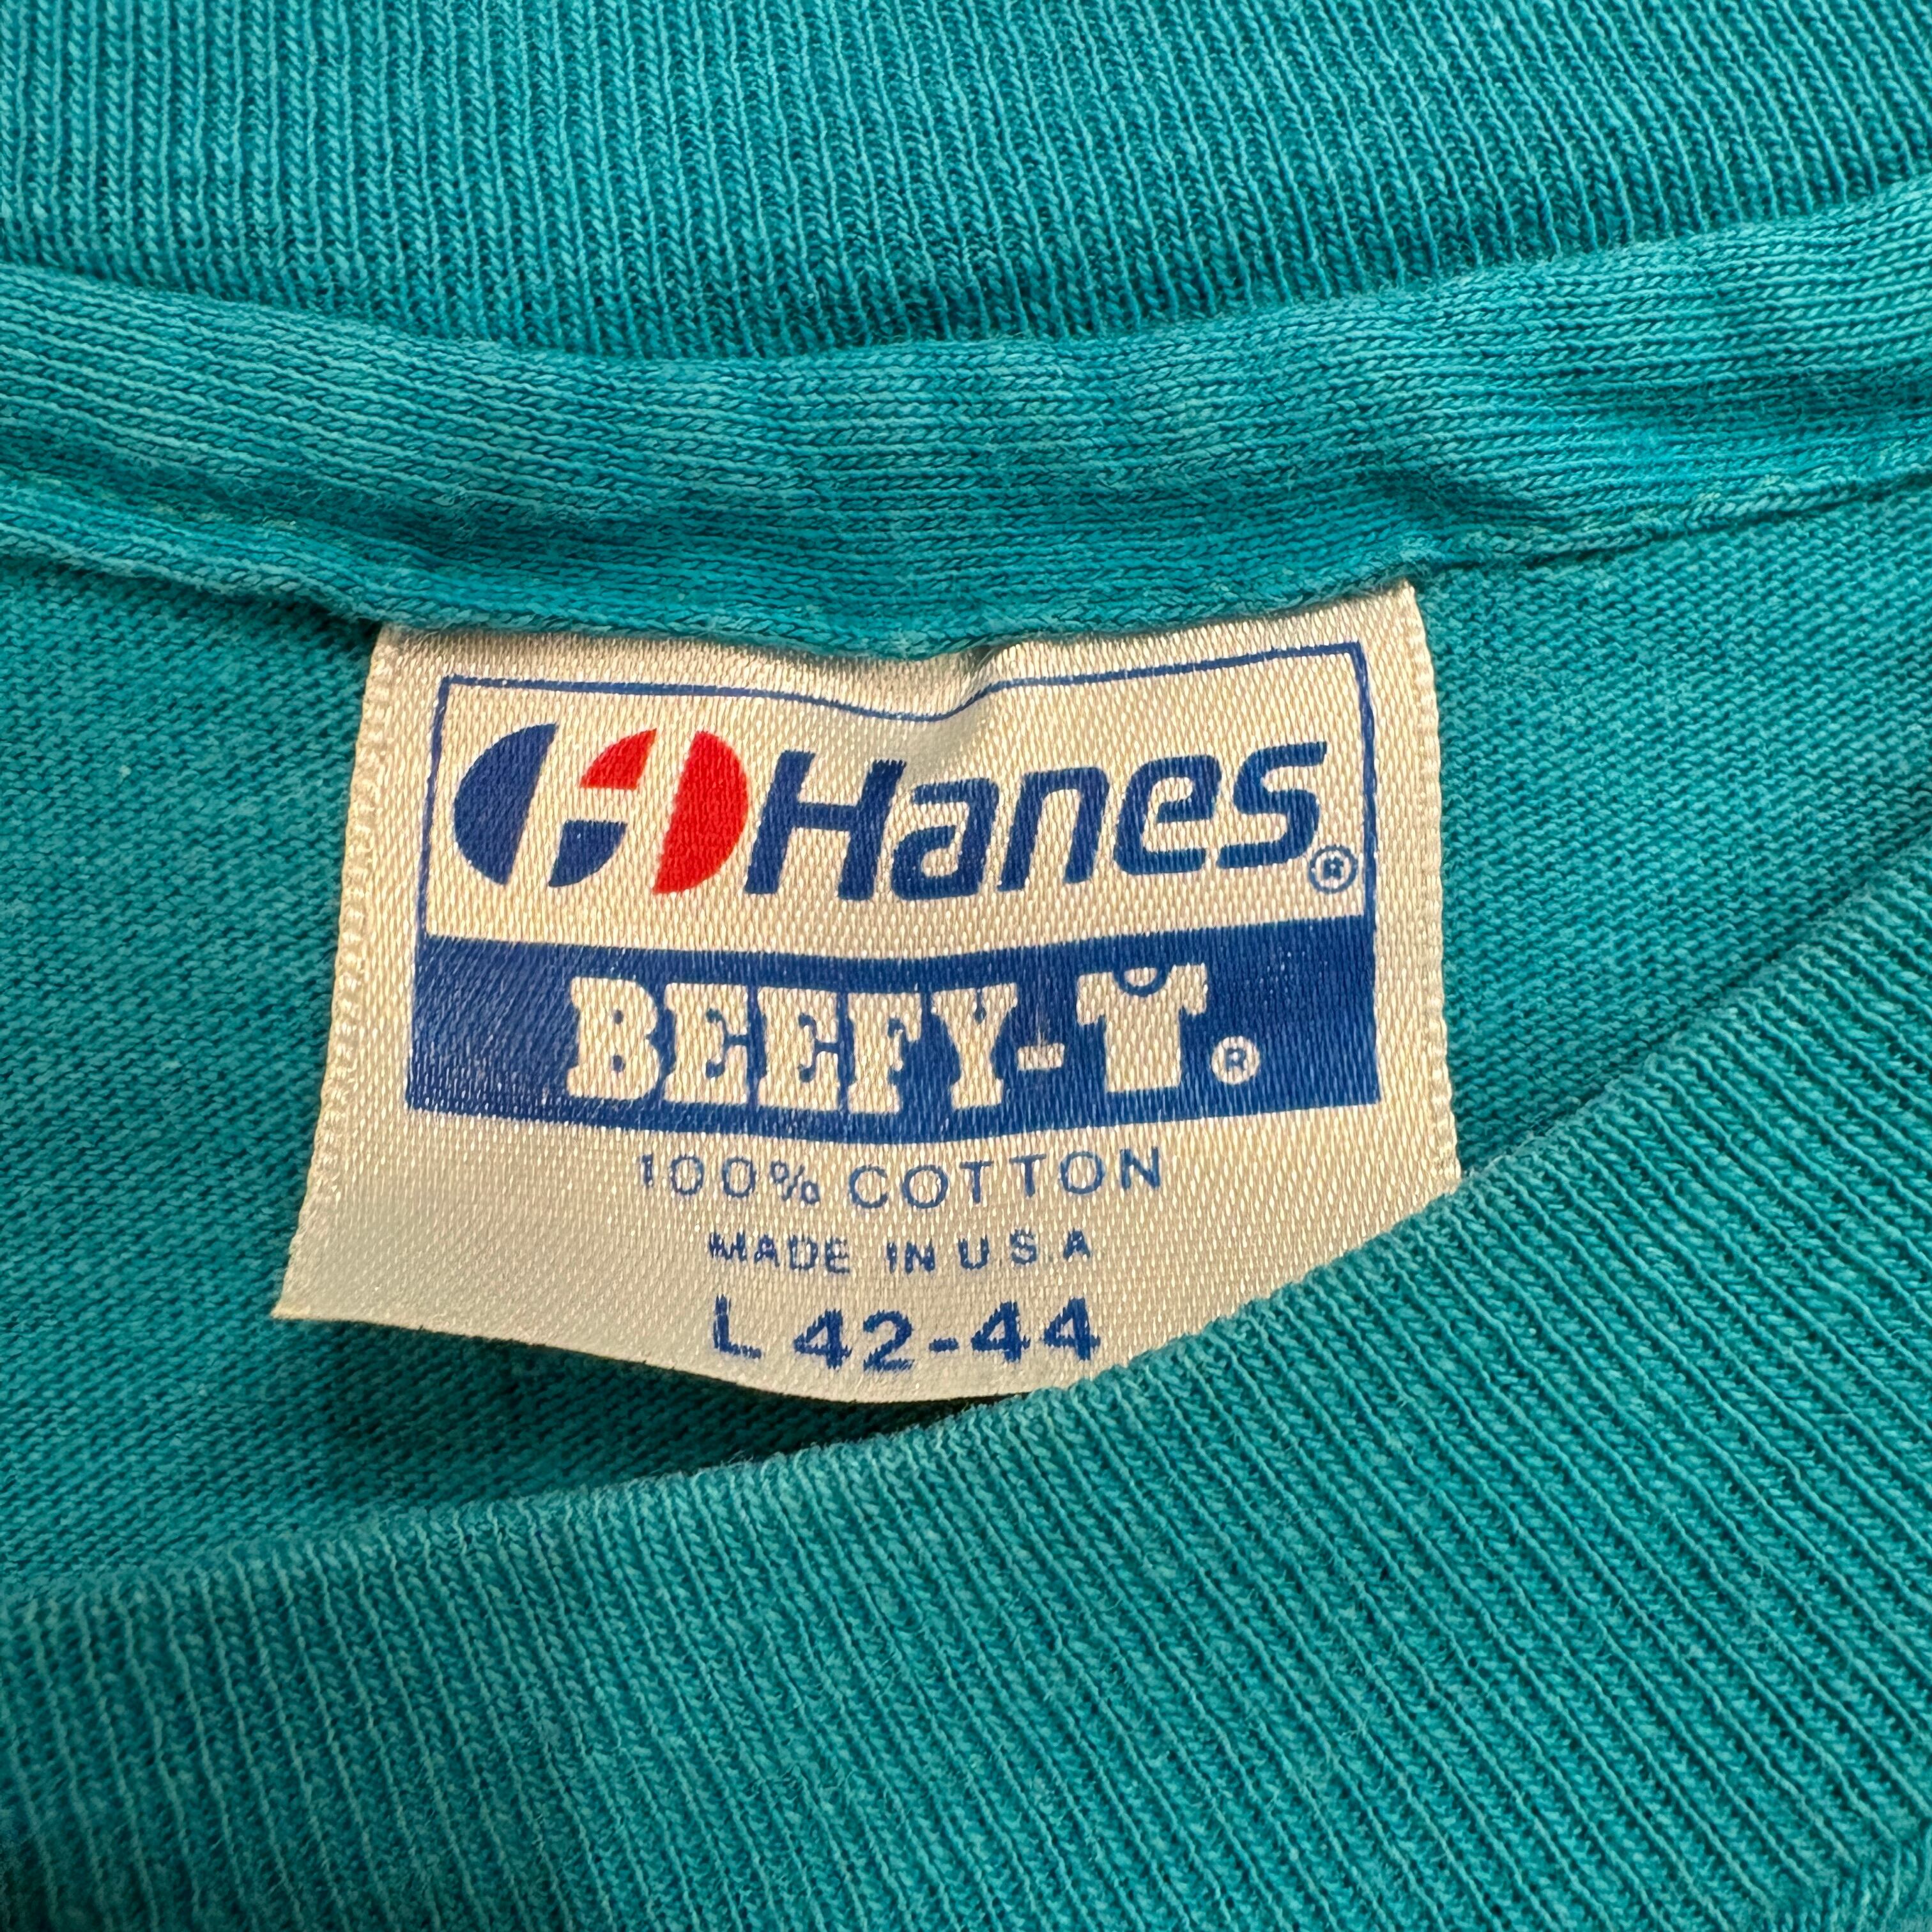 Hanes®
BEEFY-T®
100% COTTON
MADE IN U.S.A
L 42-44